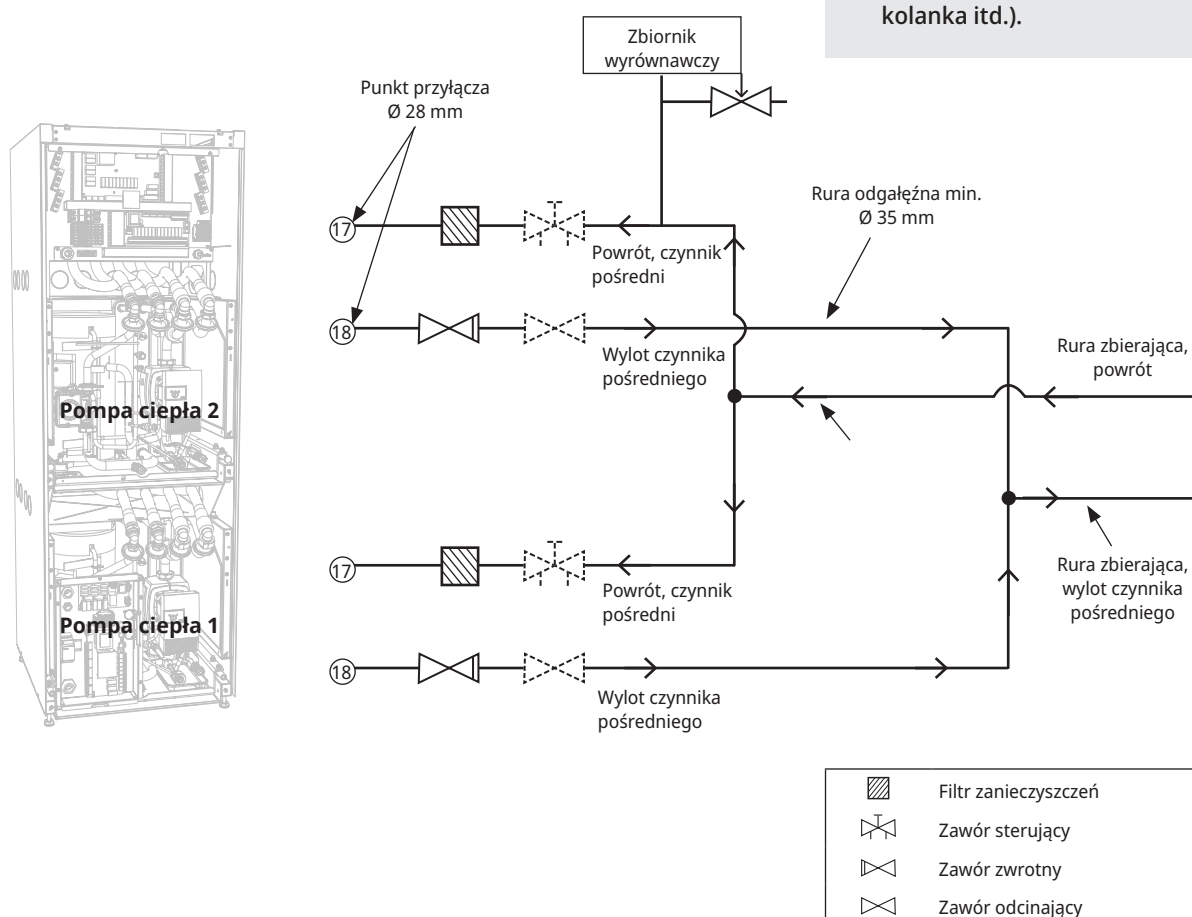 kolanka itd.).
Zbiornik
wyrównawczy
Punkt przyłącza
Ø 28 mm
Rura odgałęźna min.
Ø 35 mm
17
Powrót, czynnik
pośredni
18
Wylot czynnika
pośredniego
Rura zbierająca,
powrót
Pompa ciepła 2
17
Powrót, czynnik
pośredni
Rura zbierająca,
wylot czynnika
pośredniego
Pompa ciepła 1
18
Wylot czynnika
pośredniego
Filtr zanieczyszczeń
Zawór sterujący
Zawór zwrotny
Zawór odcinający